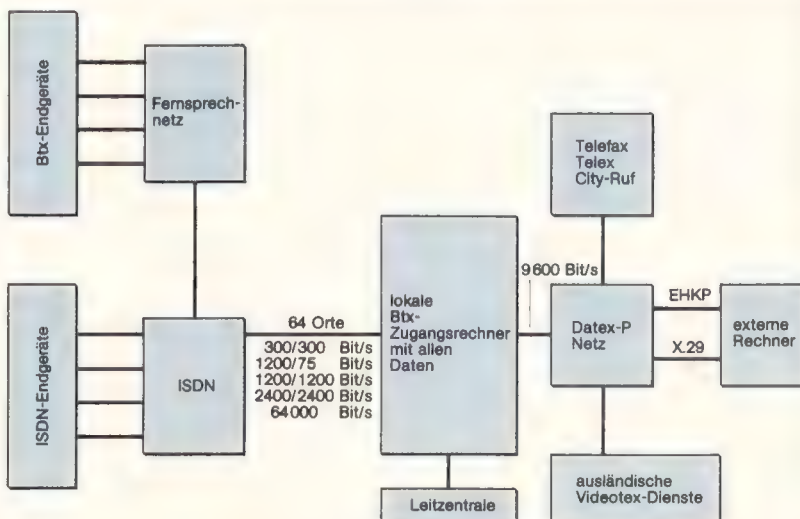 Btx-Endgeräte
Fernsprech-
netz
Telefax
Telex
City-Ruf
ISDN-Endgeräte
ISDN
64 Orte
300/300 Bit/s
1200/75 Bit/s
1200/1200 Bit/s
2400/2400 Bit/s
64000 Bit/s
lokale
Btx-
Zugangsrechner
mit allen
Daten
9600 Bit/s
Datex-P
Netz
EHKP
X.29
externe
Rechner
Leitzentrale
ausländische
Videotex-Dienste